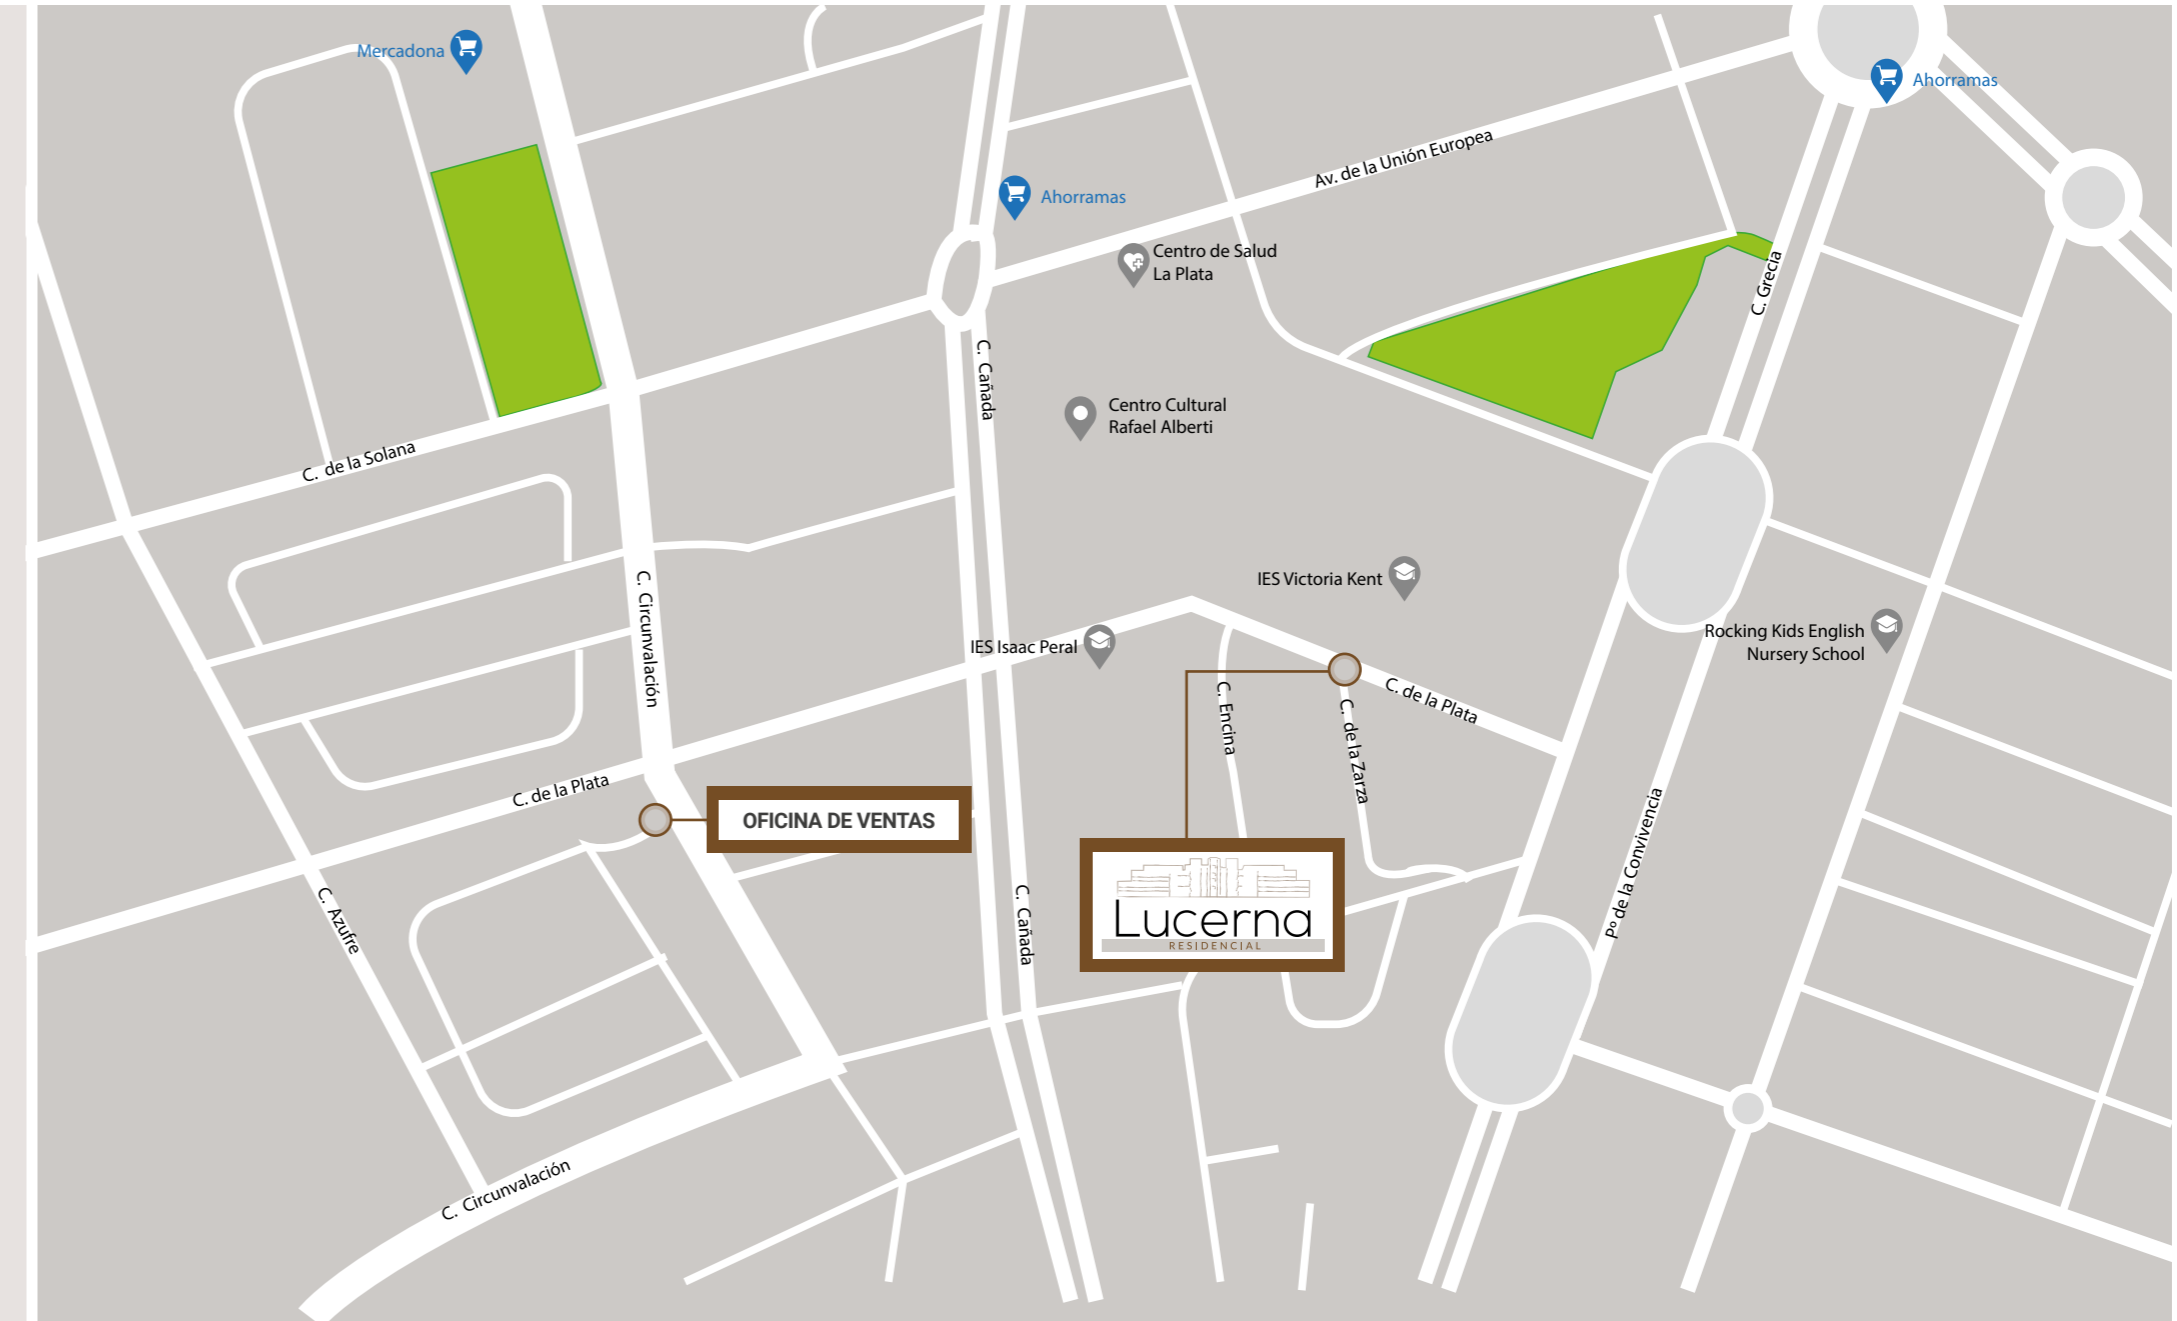 Mercadona
Ahorramas
Av. de la Unión Europea
Ahorramas
Centro de Salud
La Plata
C. Grecia
C. Cañada
Centro Cultural
Rafael Alberti
C. de la Solana
C. Circunvalación
IES Victoria Kent
IES Isaac Peral
Rocking Kids English
Nursery School
C. de la Plata
C. Encina
C. de la Zarza
C. de la Plata
OFICINA DE VENTAS
Pº de la Convivencia
C. Azufre
C. Cañada
Lucerna
RESIDENCIAL
C. Circunvalación